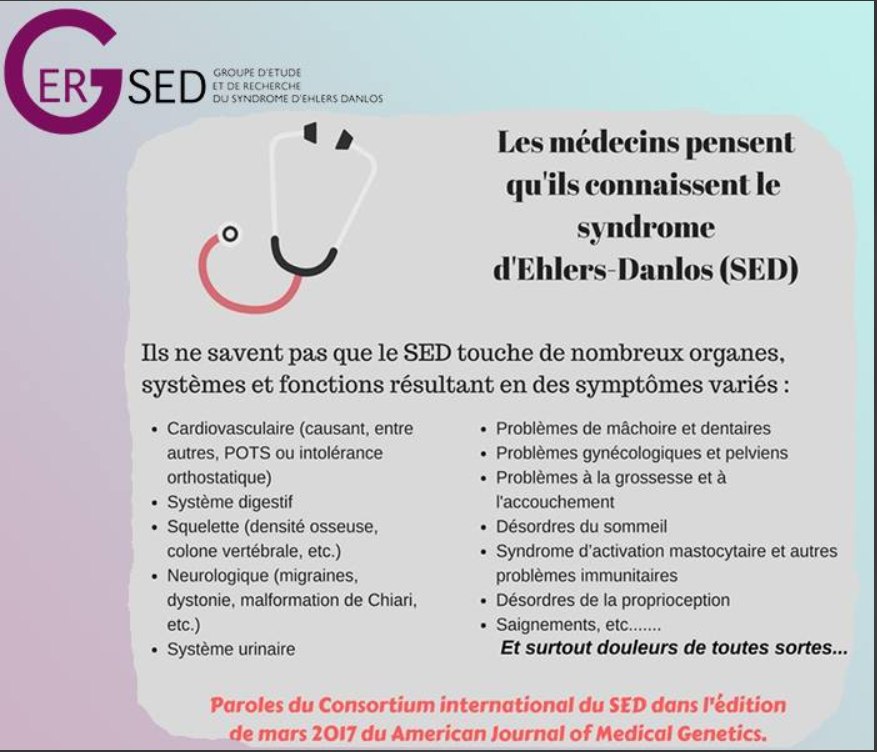 GERSED
GROUPE D'ETUDE
ET DE RECHERCHE
DU SYNDROME D'EHLERS DANLOS
Les médecins pensent
qu'ils connaissent le
syndrome
d'Ehlers-Danlos (SED)
Ils ne savent pas que le SED touche de nombreux organes,
systèmes et fonctions résultant en des symptômes variés :
• Cardiovasculaire (causant, entre
autres, POTS ou intolérance
orthostatique)
• Système digestif
• Squelette (densité osseuse,
colone vertébrale, etc.)
• Neurologique (migraines,
dystonie, malformation de Chiari,
etc.)
• Système urinaire
• Problèmes de mâchoire et dentaires
• Problèmes gynécologiques et pelviens
• Problèmes à la grossesse et à
l'accouchement
• Désordres du sommeil
• Syndrome d'activation mastocytaire et autres
problèmes immunitaires
• Désordres de la proprioception
• Saignements, etc.......
Et surtout douleurs de toutes sortes...
Paroles du Consortium international du SED dans l'édition
de mars 2017 du American Journal of Medical Genetics.